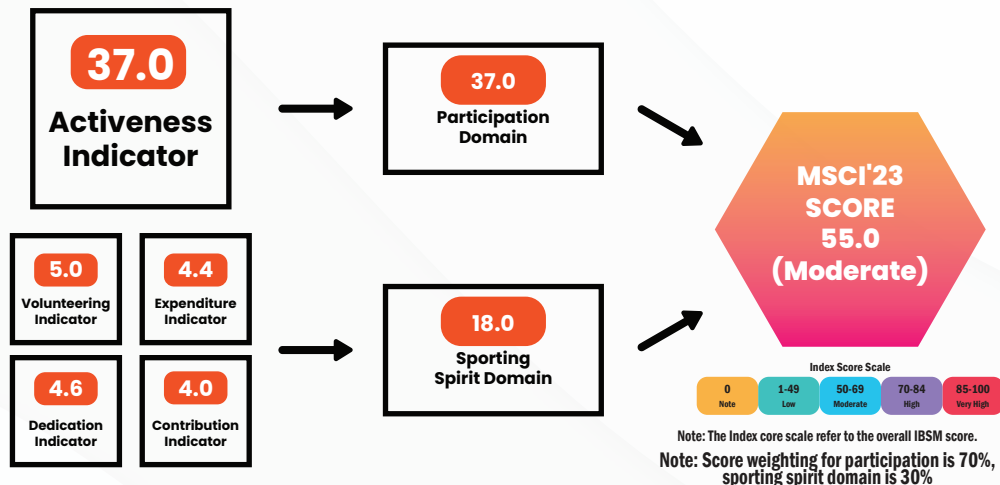 37.0
Activeness
Indicator
37.0
Participation
Domain
5.0
Volunteering
Indicator
4.4
Expenditure
Indicator
4.6
Dedication
Indicator
4.0
Contribution
Indicator
18.0
Sporting
Spirit Domain
MSCI'23
SCORE
55.0
(Moderate)
Index Score Scale
0
Note
1-49
Low
50-69
Moderate
70-84
High
85-100
Very High
Note: The Index core scale refer to the overall IBSM score.
Note: Score weighting for participation is 70%,
sporting spirit domain is 30%